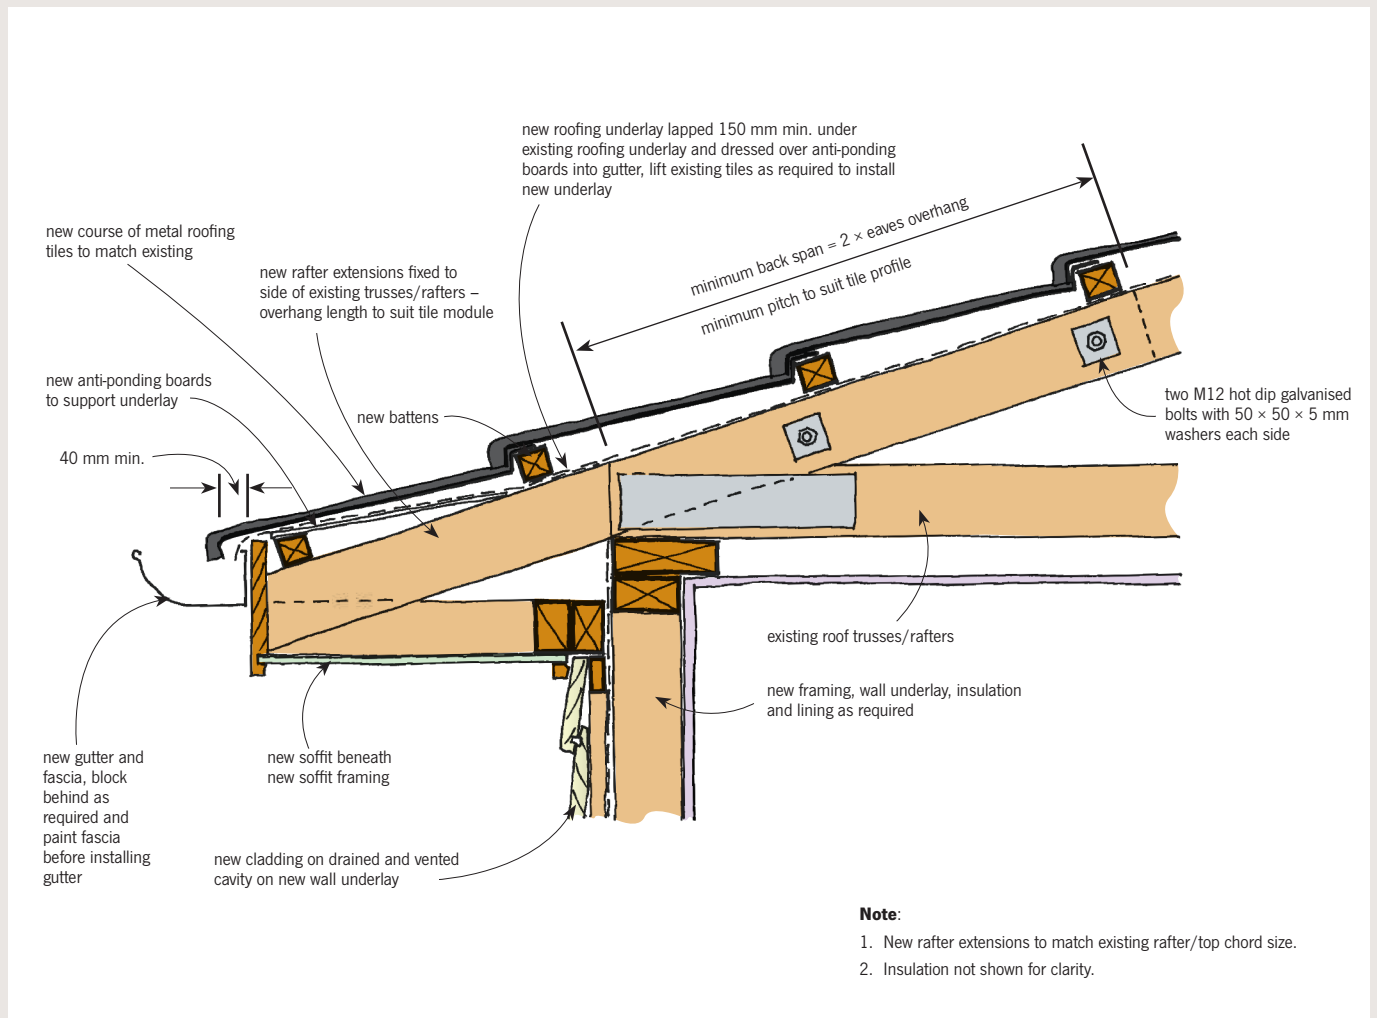 new roofing underlay lapped 150 mm min. under
existing roofing underlay and dressed over anti-ponding
boards into gutter, lift existing tiles as required to install
new underlay
minimum back span = 2 × eaves overhang
minimum pitch to suit tile profile
new course of metal roofing
tiles to match existing
new rafter extensions fixed to
side of existing trusses/rafters –
overhang length to suit tile module
new anti-ponding boards
to support underlay
new battens
40 mm min.
two M12 hot dip galvanised
bolts with 50 × 50 × 5 mm
washers each side
existing roof trusses/rafters
new framing, wall underlay, insulation
and lining as required
new gutter and
fascia, block
behind as
required and
paint fascia
before installing
gutter
new soffit beneath
new soffit framing
new cladding on drained and vented
cavity on new wall underlay
Note:
1. New rafter extensions to match existing rafter/top chord size.
2. Insulation not shown for clarity.